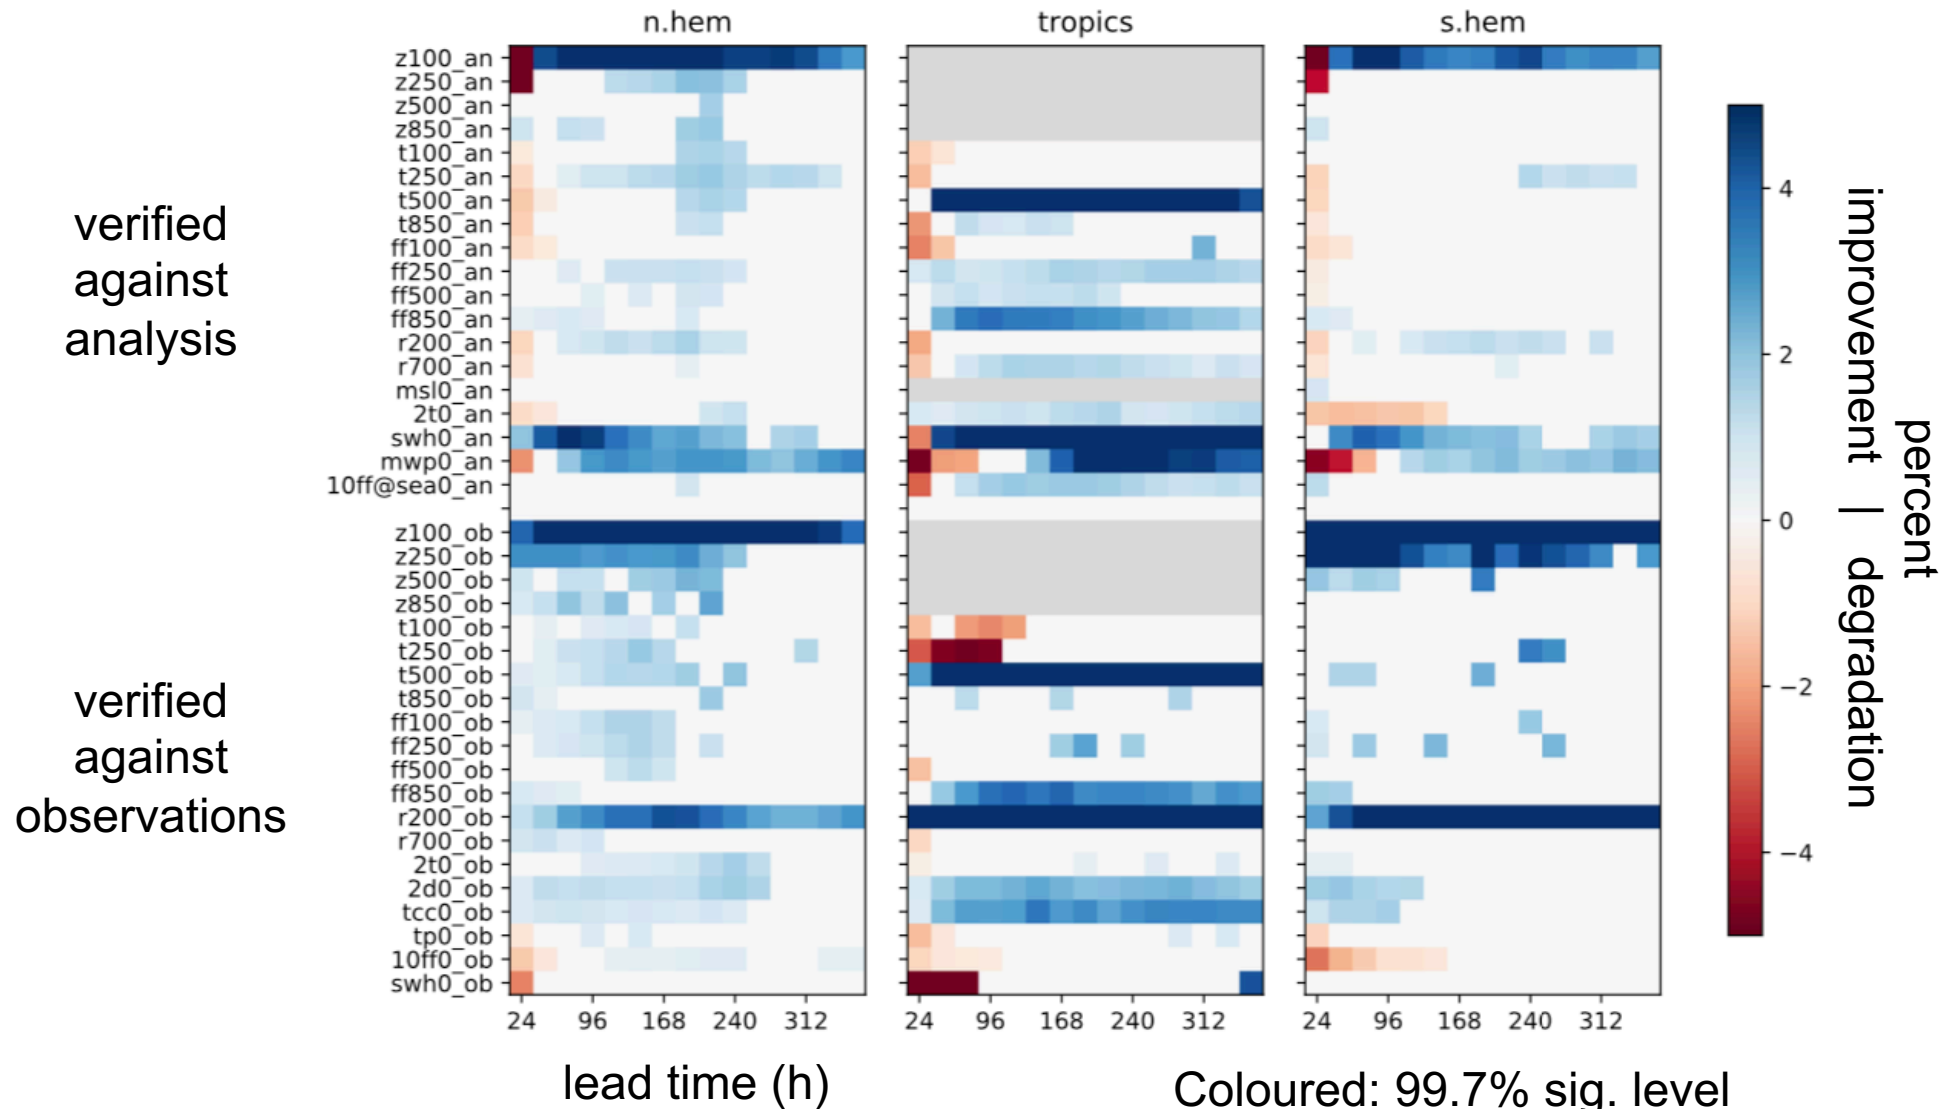 n.hem
tropics
s.hem
z100_an
z250_an
z500_an
z850_an
t100_an
t250_an
t500_an
t850_an
ff100_an
ff250_an
ff500_an
ff850_an
r200_an
r700_an
msl0_an
2t0_an
swh0_an
mwp0_an
10ff@sea0_an
z100_ob
z250_ob
z500_ob
z850_ob
t100_ob
t250_ob
t500_ob
t850_ob
ff100_ob
ff250_ob
ff500_ob
ff850_ob
r200_ob
r700_ob
2t0_ob
2d0_ob
tcc0_ob
tp0_ob
10ff0_ob
swh0_ob
verified
against
analysis
verified
against
observations
24 96 168 240 312
24 96 168 240 312
24 96 168 240 312
4
2
0
−2
−4
percent
improvement | degradation
lead time (h)
Coloured: 99.7% sig. level